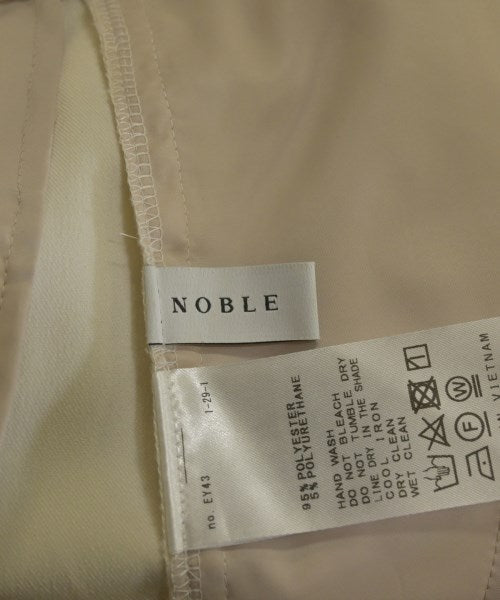 NOBLE
1-29-1
no. EY43
95% POLYESTER
5% POLYURETHANE
HAND WASH
DO NOT BLEACH
DO NOT TUMBLE DRY
LINE DRY IN THE SHADE
COOL IRON
DRY CLEAN
WET CLEAN
W
VIETNAM